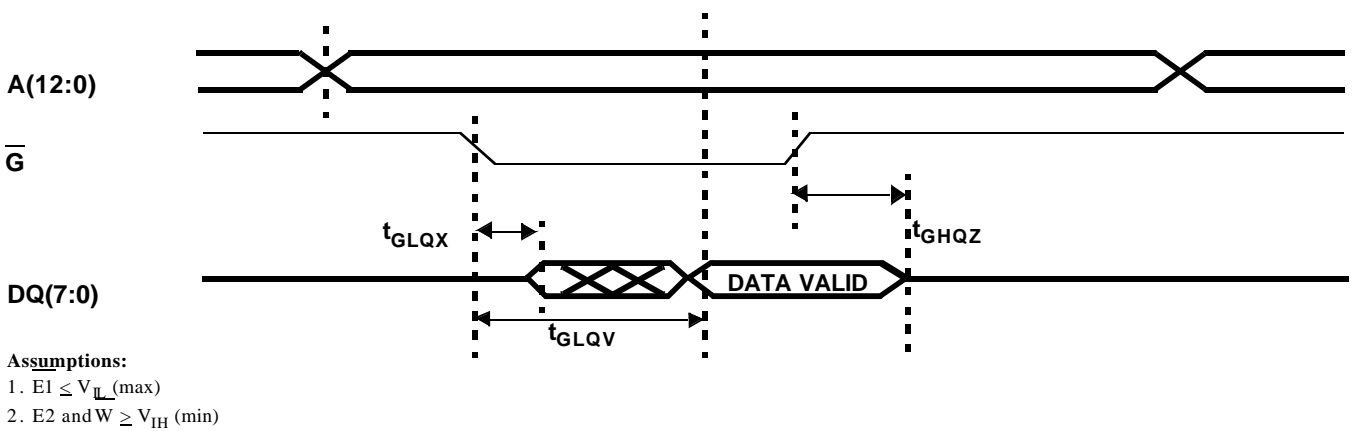 A(12:0)
G
tGLQX
tGHQZ
DQ(7:0)
DATA VALID
tGLQV
Assumptions:
1. E1 ≤ VIL (max)
2. E2 and W ≥ VIH (min)